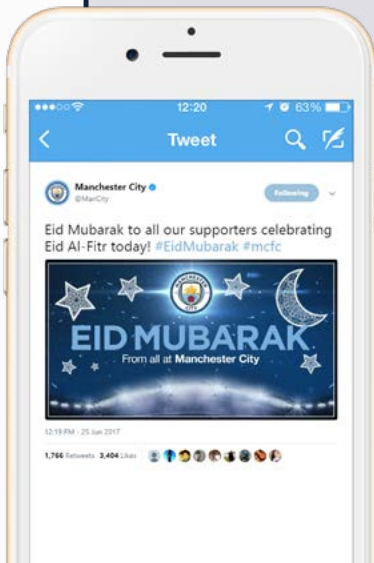 12:20
63%
Tweet
Manchester City
@ManCity
Following
Eid Mubarak to all our supporters celebrating
Eid Al-Fitr today! #EidMubarak #mcfc
MANCHESTER
CITY
EID MUBARAK
From all at Manchester City
12:19 PM - 25 Jun 2017
1,766 Retweets 3,404 Likes